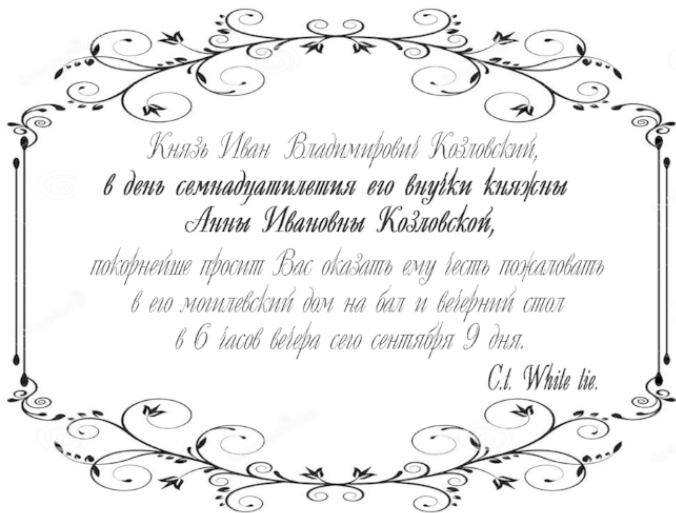 Князь Иван Владимирович Козловский,
в день семнадцатилетия его внучки княжны
Анны Ивановны Козловской,
покорнейше просит Вас оказать ему честь пожаловать
в его могилевский дом на бал и вечерний стол
в 6 часов вечера сего сентября 9 дня.
C.t. White tie.